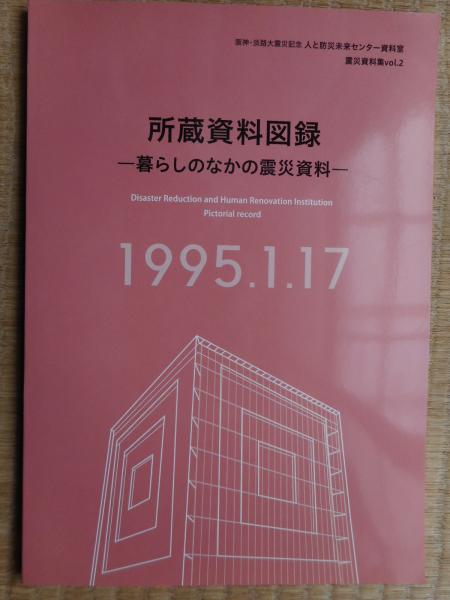 阪神・淡路大震災記念 人と防災未来センター資料室
震災資料集vol.2
所蔵資料図録
―暮らしのなかの震災資料―
Disaster Reduction and Human Renovation Institution
Pictorial record
1995.1.17